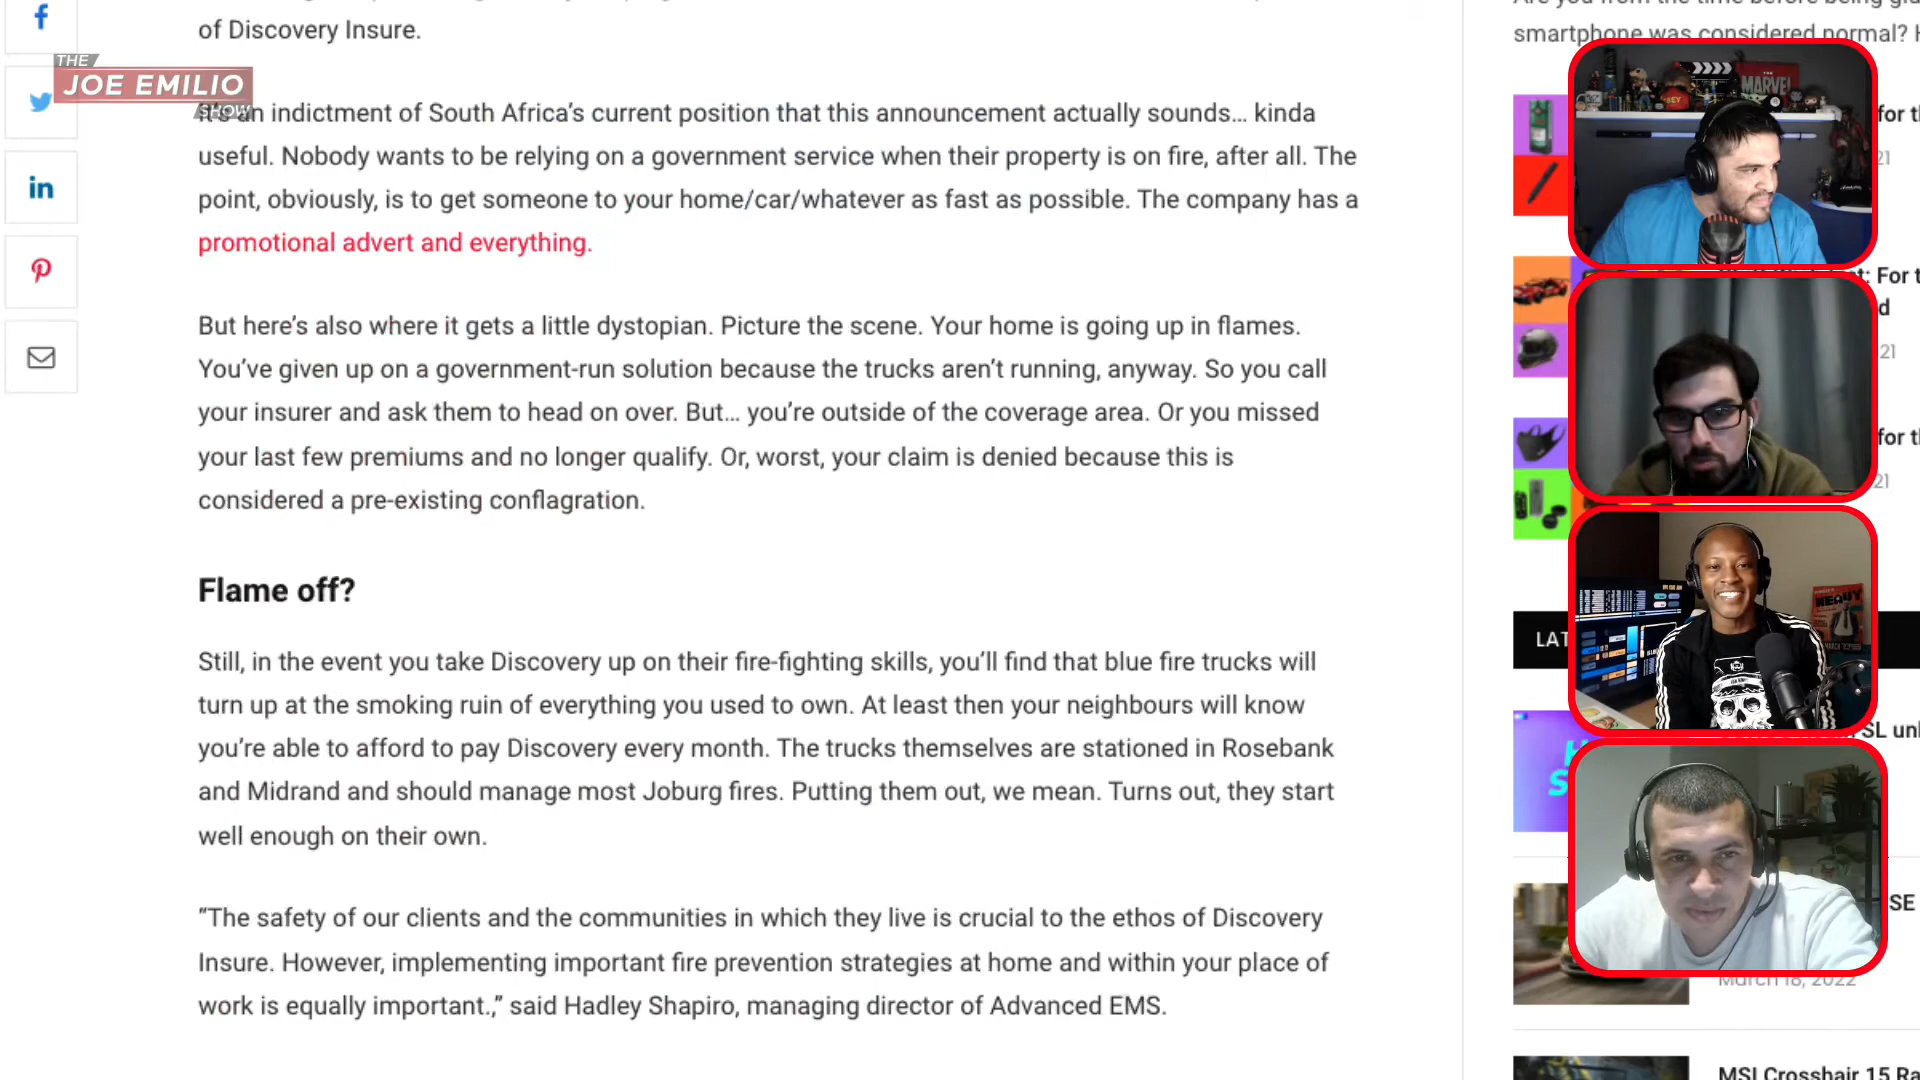 of Discovery Insure.
THE
JOE EMILIO
SHOW
It's an indictment of South Africa's current position that this announcement actually sounds... kinda
useful. Nobody wants to be relying on a government service when their property is on fire, after all. The
point, obviously, is to get someone to your home/car/whatever as fast as possible. The company has a
promotional advert and everything.
But here's also where it gets a little dystopian. Picture the scene. Your home is going up in flames.
You've given up on a government-run solution because the trucks aren't running, anyway. So you call
your insurer and ask them to head on over. But... you're outside of the coverage area. Or you missed
your last few premiums and no longer qualify. Or, worst, your claim is denied because this is
considered a pre-existing conflagration.
Flame off?
Still, in the event you take Discovery up on their fire-fighting skills, you'll find that blue fire trucks will
turn up at the smoking ruin of everything you used to own. At least then your neighbours will know
you're able to afford to pay Discovery every month. The trucks themselves are stationed in Rosebank
and Midrand and should manage most Joburg fires. Putting them out, we mean. Turns out, they start
well enough on their own.
“The safety of our clients and the communities in which they live is crucial to the ethos of Discovery
Insure. However, implementing important fire prevention strategies at home and within your place of
work is equally important.,” said Hadley Shapiro, managing director of Advanced EMS.
smartphone was considered normal?
MARVEL
for
21
: For
21
for
21
HEAVY
LAT
SL
SE
March 18, 2022
MSI Crosshair 15